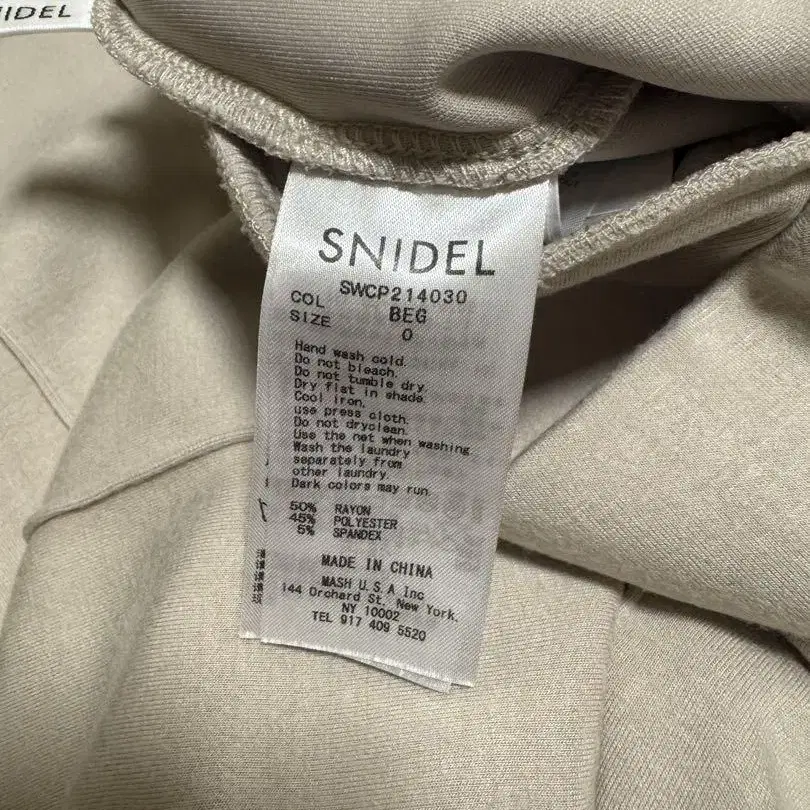 NIDEL
SNIDEL
SWCP214030
COL BEG
SIZE 0
Hand wash cold.
Do not bleach.
Do not tumble dry.
Dry flat in shade.
Cool iron.
use press cloth.
Do not dryclean.
Use the net when washing.
Wash the laundry
separately from
other laundry.
Dark colors may run.
50% RAYON
45% POLYESTER
5% SPANDEX
MADE IN CHINA
MASH U.S.A Inc
144 Orchard St, New York.
NY 10002
TEL 917 409 5520